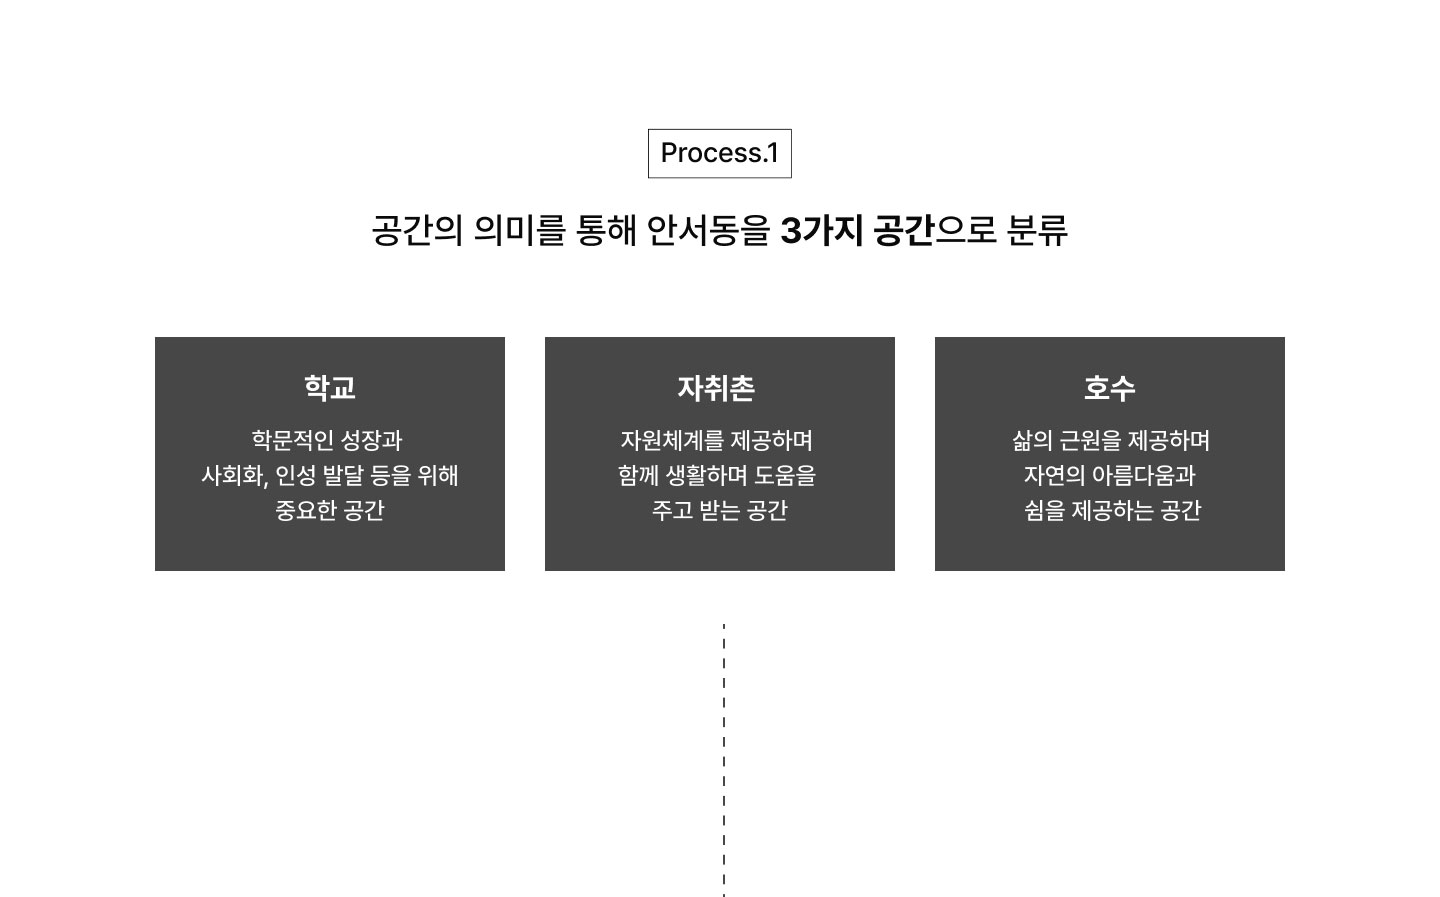 Process.1
공간의 의미를 통해 안서동을 3가지 공간으로 분류
학교
학문적인 성장과
사회화, 인성 발달 등을 위해
중요한 공간
자취촌
자원체계를 제공하며
함께 생활하며 도움을
주고 받는 공간
호수
삶의 근원을 제공하며
자연의 아름다움과
쉼을 제공하는 공간